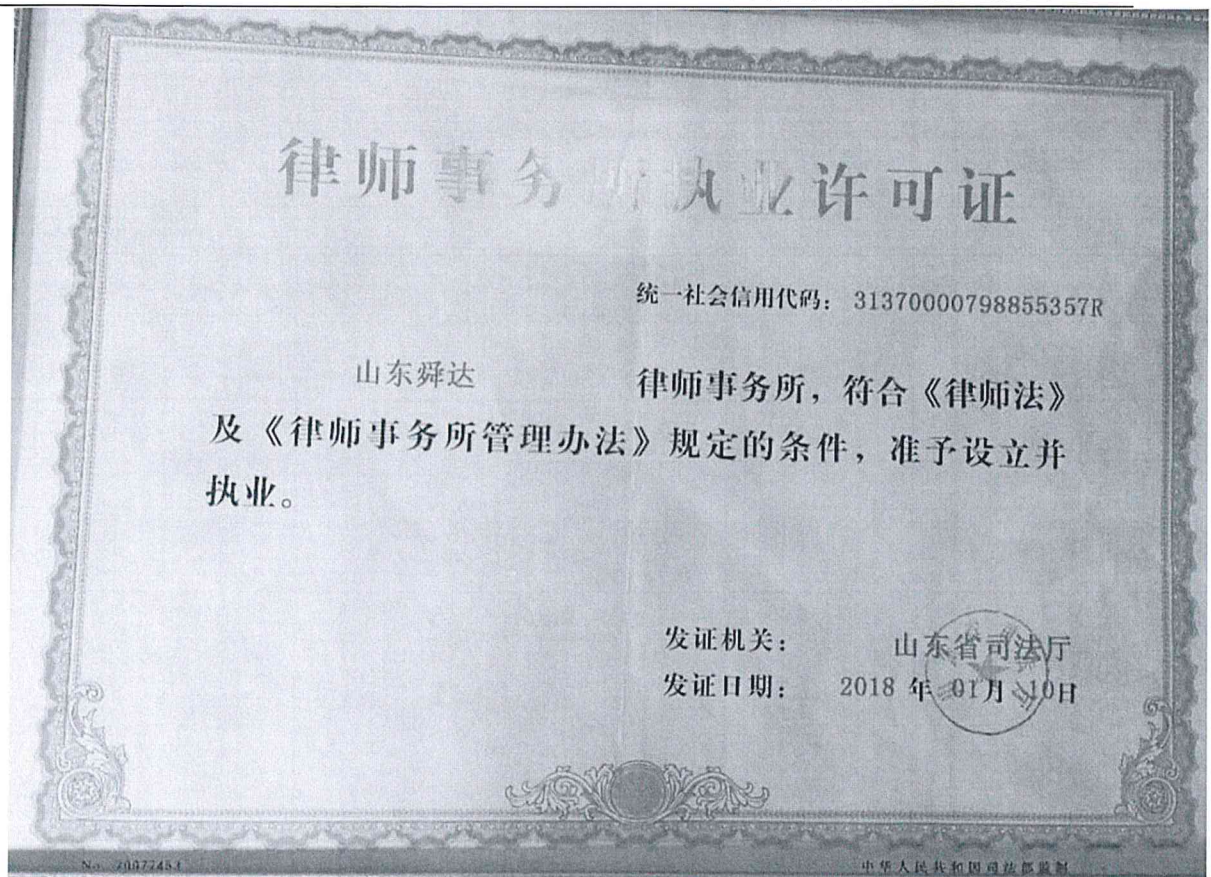 律师事务所执业许可证
统一社会信用代码：31370000798855357R
山东舜达 律师事务所，符合《律师法》
及《律师事务所管理办法》规定的条件，准予设立并
执业。
发证机关： 山东省司法厅
发证日期： 2018 年 01月 10日
No. 
中华人民共和国司法部监制